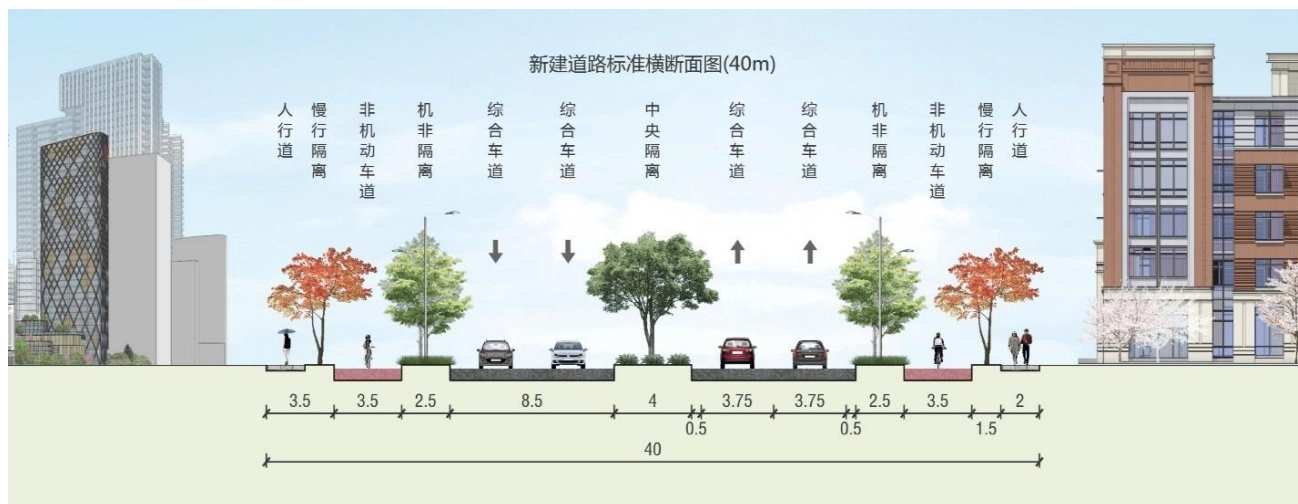 新建道路标准横断面图(40m)
人行道
慢行隔离
非机动车道
机非隔离
综合车道
综合车道
中央隔离
综合车道
综合车道
机非隔离
非机动车道
慢行隔离
人行道
3.5
3.5
2.5
8.5
4
0.5
3.75
3.75
0.5
2.5
3.5
1.5
2
40